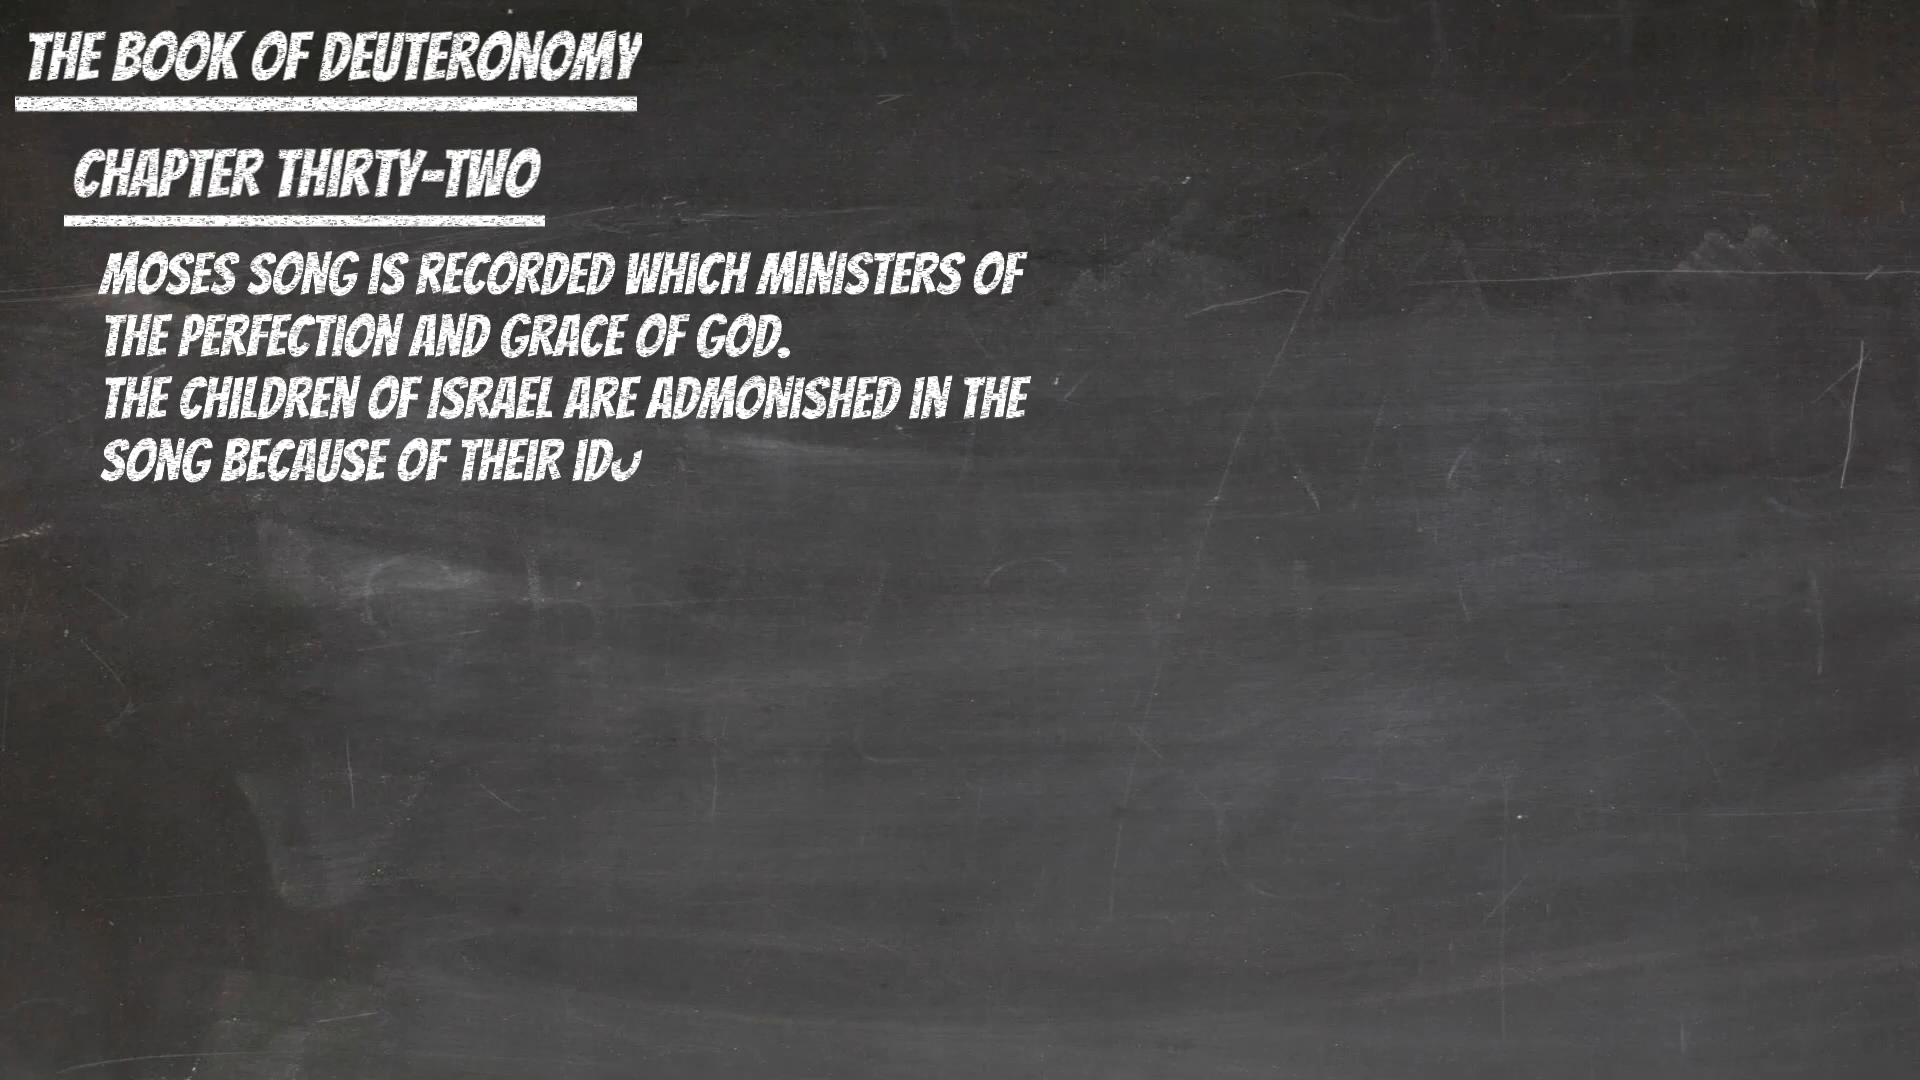 THE BOOK OF DEUTERONOMY
CHAPTER THIRTY-TWO
MOSES SONG IS RECORDED WHICH MINISTERS OF
THE PERFECTION AND GRACE OF GOD.
THE CHILDREN OF ISRAEL ARE ADMONISHED IN THE
SONG BECAUSE OF THEIR